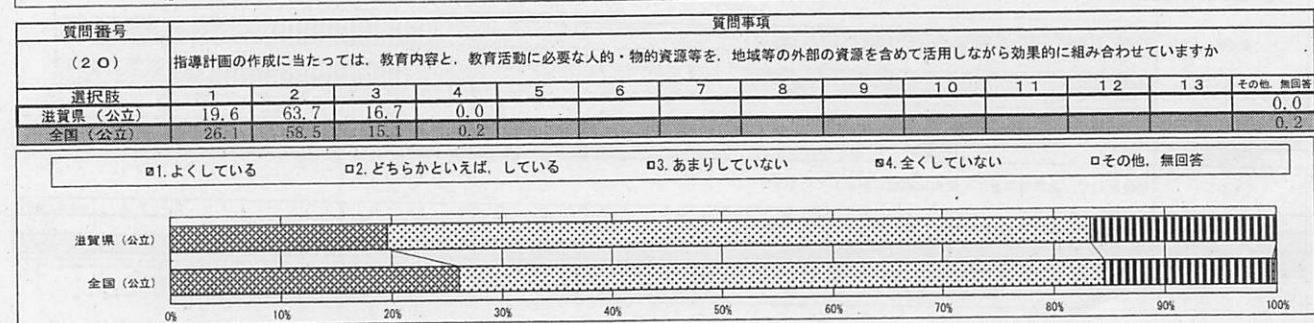 質問番号 質問事項
(20) 指導計画の作成に当たっては，教育内容と，教育活動に必要な人的・物的資源等を，地域等の外部の資源を含めて活用しながら効果的に組み合わせていますか
選択肢 1 2 3 4 5 6 7 8 9 10 11 12 13 その他，無回答
滋賀県（公立） 19.6 63.7 16.7 0.0 0.0
全国（公立） 26.1 58.5 15.1 0.2 0.2
1.よくしている 2.どちらかといえば，している 3.あまりしていない 4.全くしていない その他，無回答
滋賀県（公立）
全国（公立）
0% 10% 20% 30% 40% 50% 60% 70% 80% 90% 100%